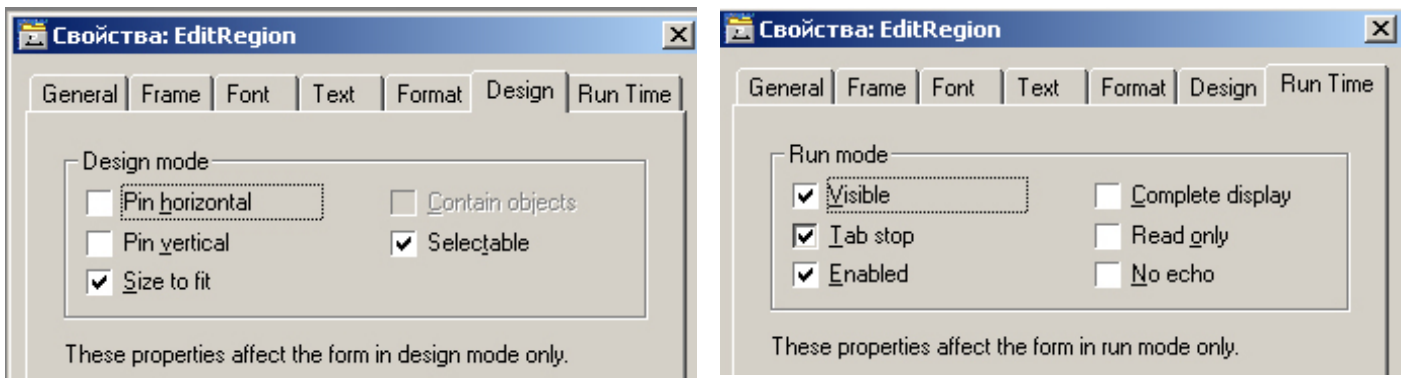 Свойства: EditRegion
General Frame Font Text Format Design Run Time
Design mode
Pin horizontal Contain objects
Pin vertical Selectable
Size to fit
These properties affect the form in design mode only.
Свойства: EditRegion
General Frame Font Text Format Design Run Time
Run mode
Visible Complete display
Tab stop Read only
Enabled No echo
These properties affect the form in run mode only.